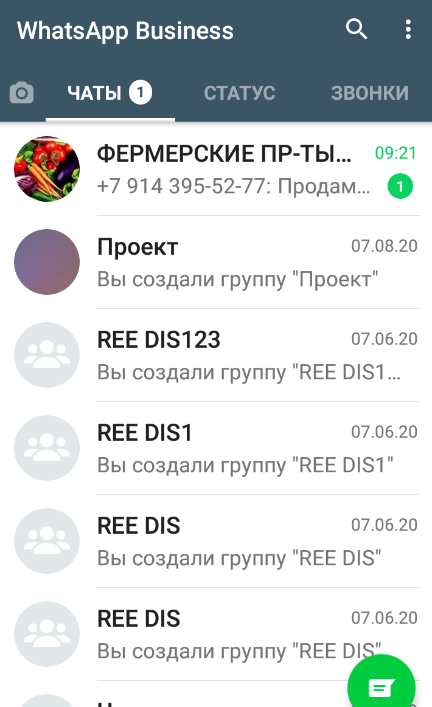 WhatsApp Business
ЧАТЫ 1 СТАТУС ЗВОНКИ
ФЕРМЕРСКИЕ ПР-ТЫ... 09:21
+7 914 395-52-77: Продам... 1
Проект 07.08.20
Вы создали группу "Проект"
REE DIS123 07.06.20
Вы создали группу "REE DIS1...
REE DIS1 07.06.20
Вы создали группу "REE DIS1"
REE DIS 07.06.20
Вы создали группу "REE DIS"
REE DIS 07.06.20
Вы создали группу "REE DIS"